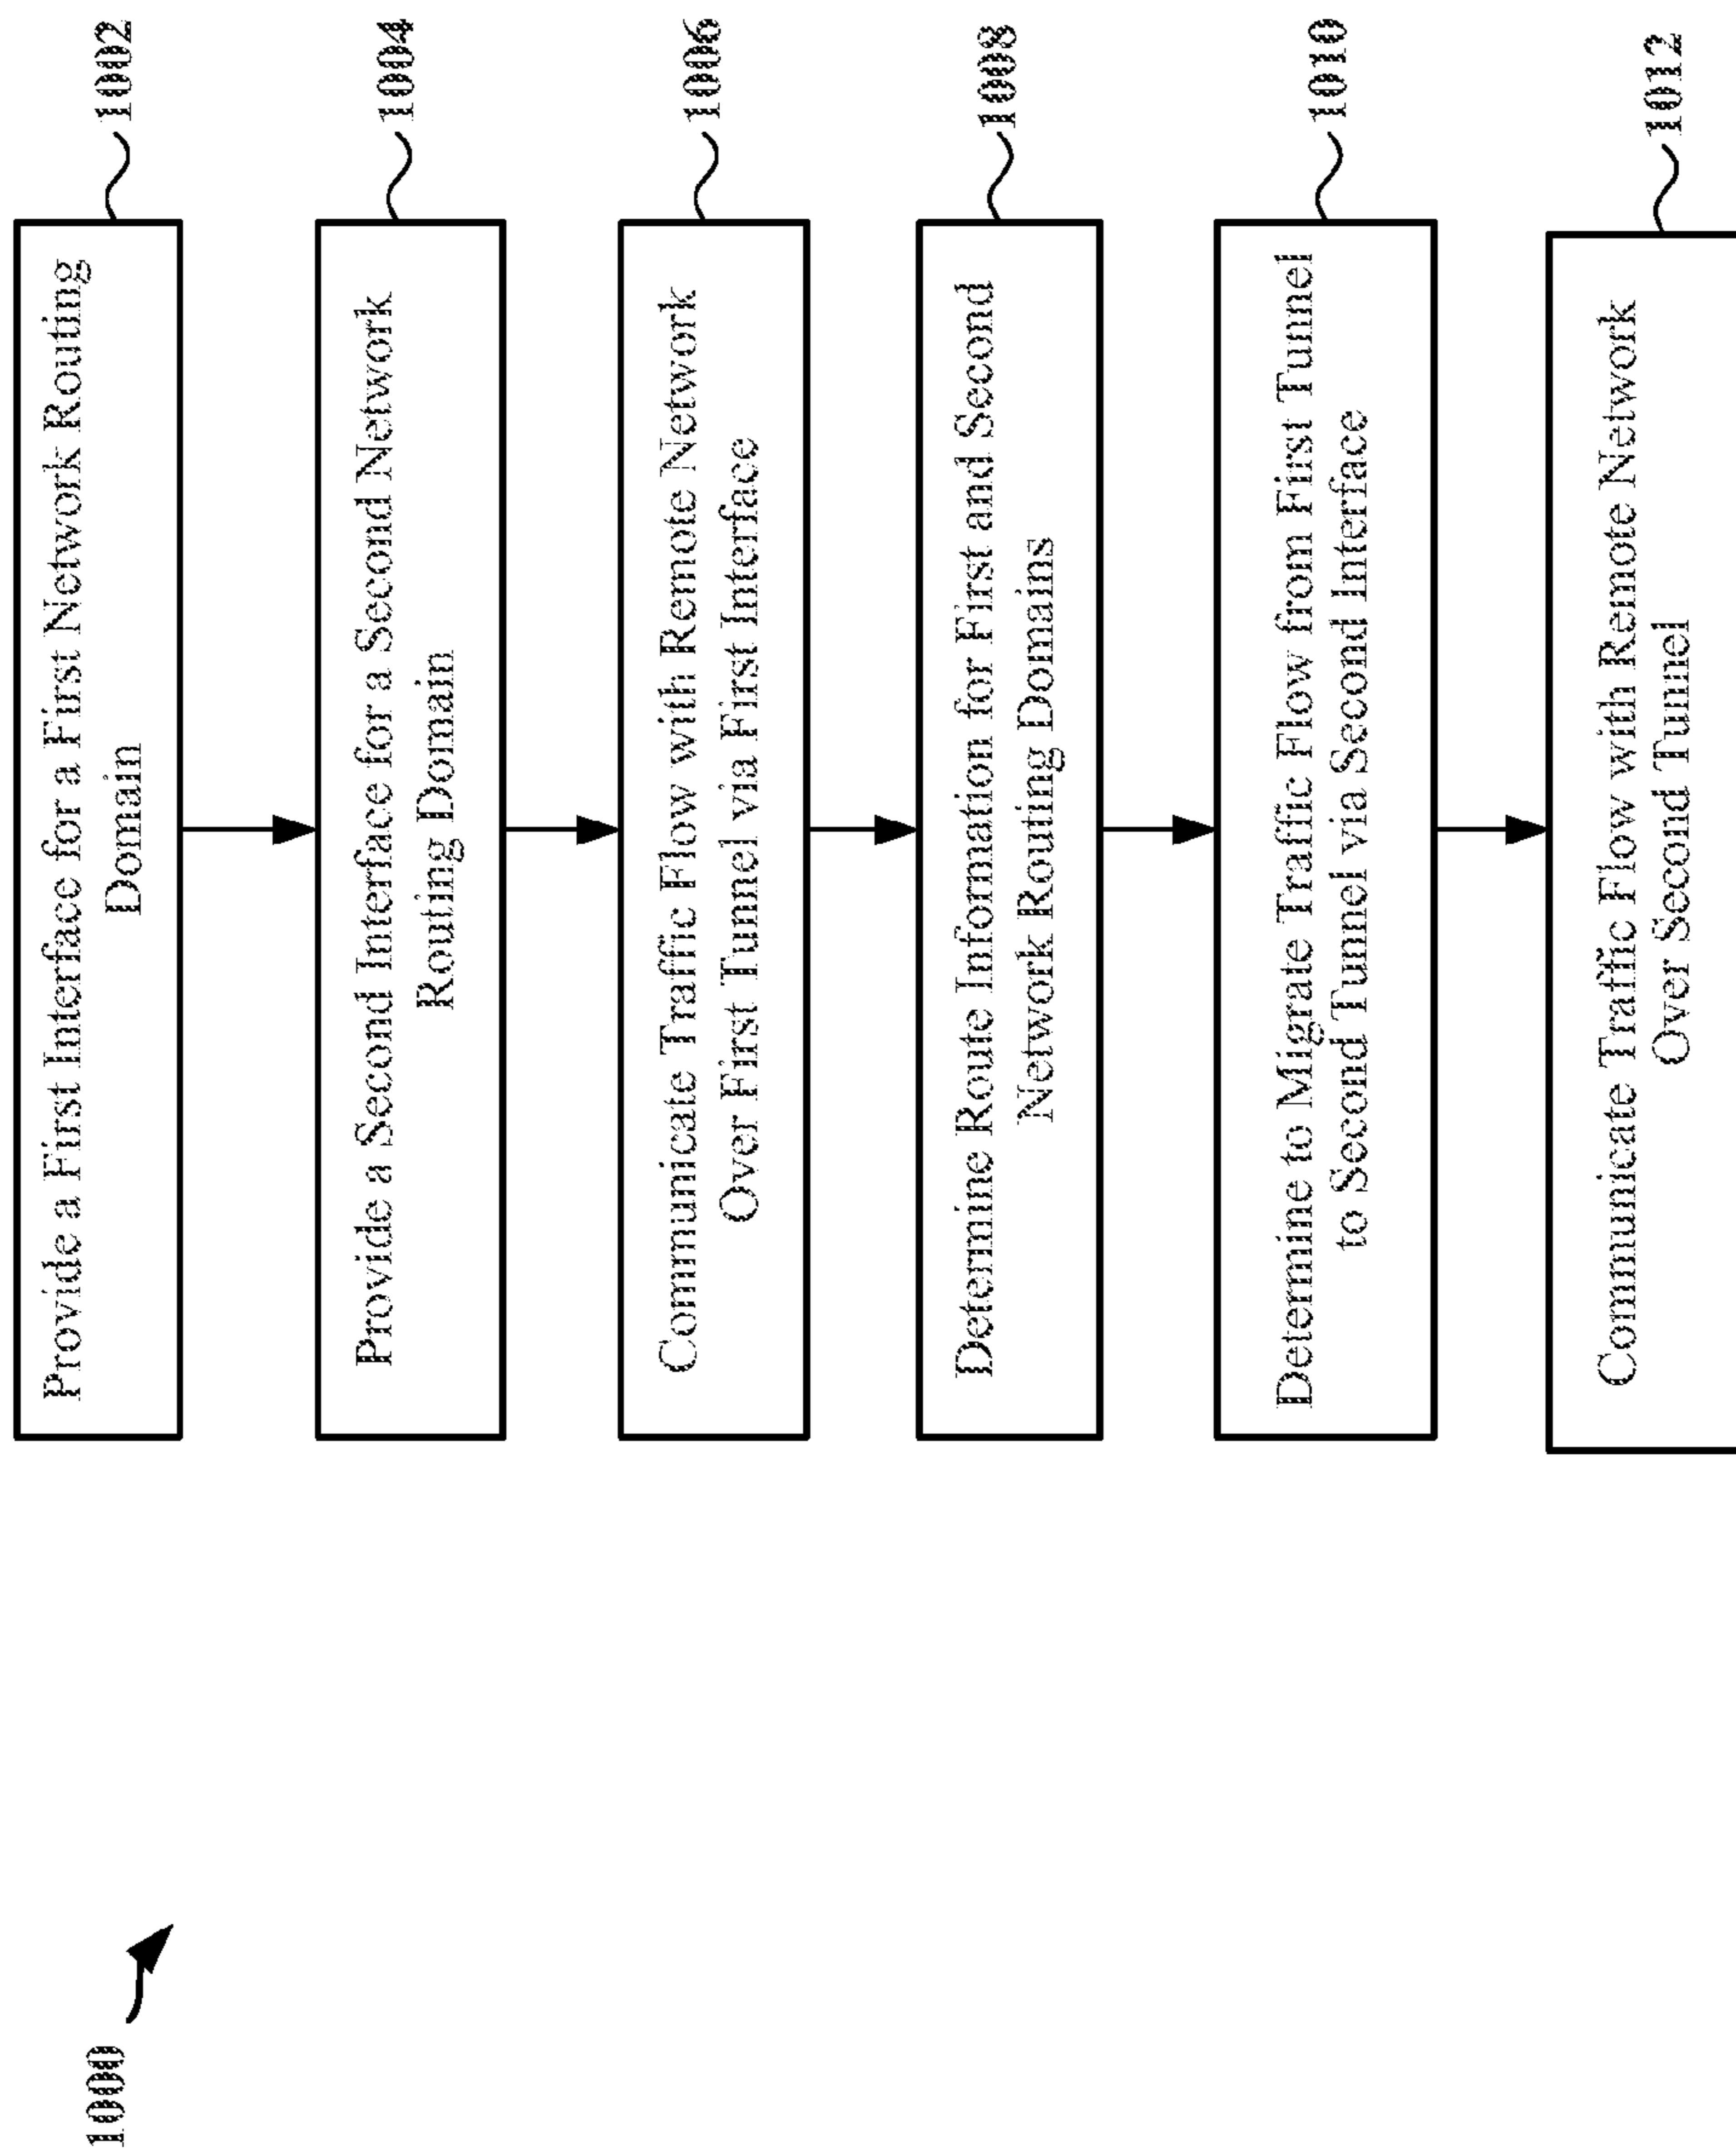 1000
Provide a First Interface for a First Network Routing
Domain
1002
Provide a Second Interface for a Second Network
Routing Domain
1004
Communicate Traffic Flow with Remote Network
Over First Tunnel via First Interface
1006
Determine Route Information for First and Second
Network Routing Domains
1008
Determine to Migrate Traffic Flow from First Tunnel
to Second Tunnel via Second Interface
1010
Communicate Traffic Flow with Remote Network
Over Second Tunnel
1012